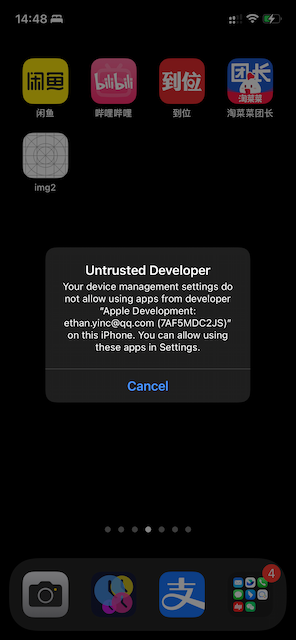 14:48
闲鱼
bilibili
到位
团长
淘菜菜
闲鱼
哔哩哔哩
到位
淘菜菜团长
img2
Untrusted Developer
Your device management settings do
not allow using apps from developer
“Apple Development:
ethan.yinc@qq.com (7AF5MDC2JS)”
on this iPhone. You can allow using
these apps in Settings.
Cancel
支
4